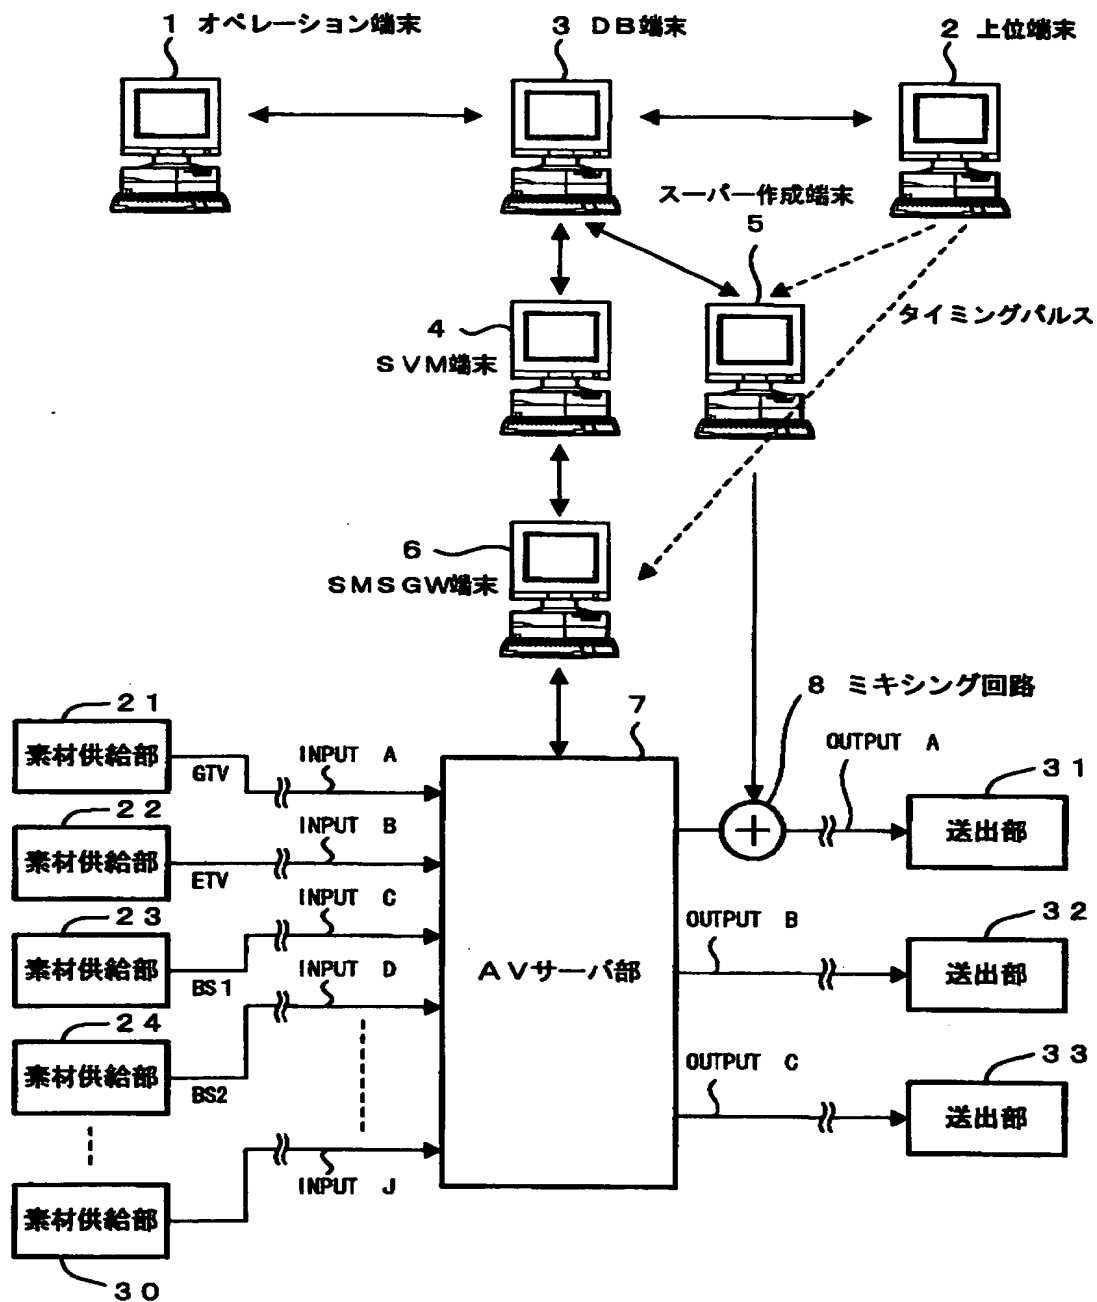 1 オペレーション端末
3 DB端末
2 上位端末
スーパー作成端末
5
タイミングパルス
4
SVM端末
6
SMSGW端末
8 ミキシング回路
7
21
素材供給部
GTV
INPUT A
OUTPUT A
31
送出部
22
素材供給部
ETV
INPUT B
23
素材供給部
BS1
INPUT C
AVサーバ部
OUTPUT B
32
送出部
24
素材供給部
BS2
INPUT D
OUTPUT C
33
送出部
素材供給部
INPUT J
30